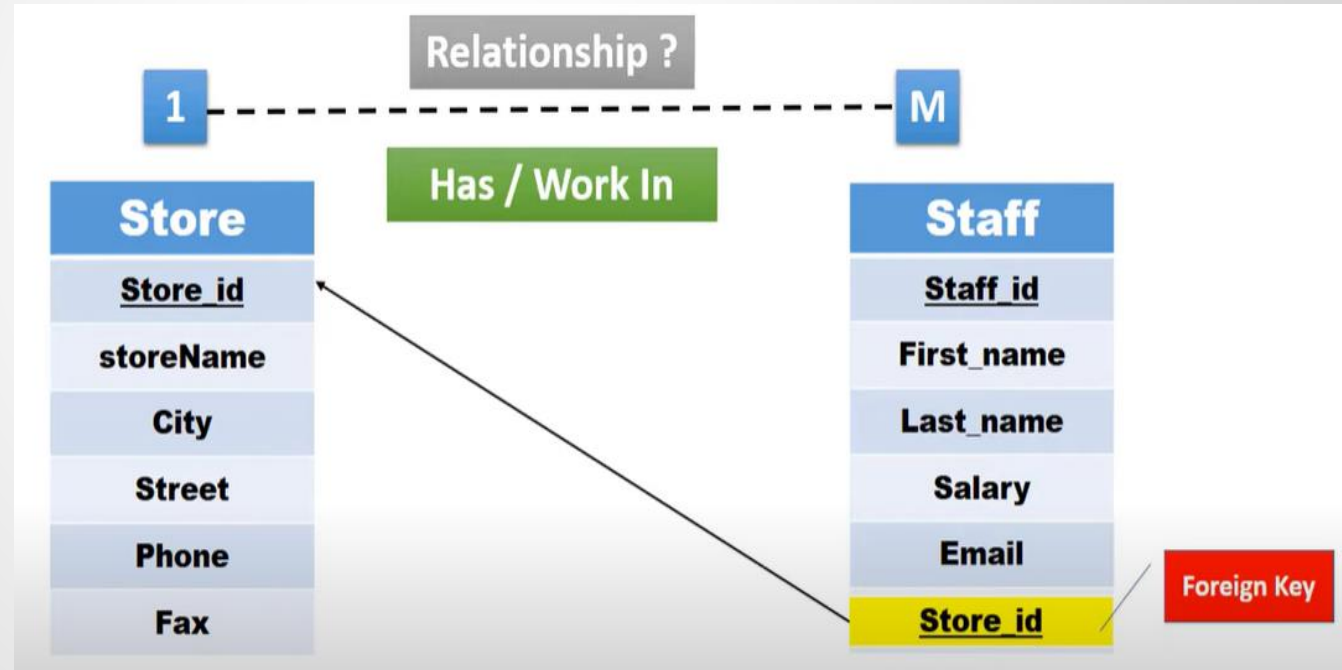 Relationship ?
1
M
Has / Work In
Store
Store_id
storeName
City
Street
Phone
Fax
Staff
Staff_id
First_name
Last_name
Salary
Email
Store_id
Foreign Key